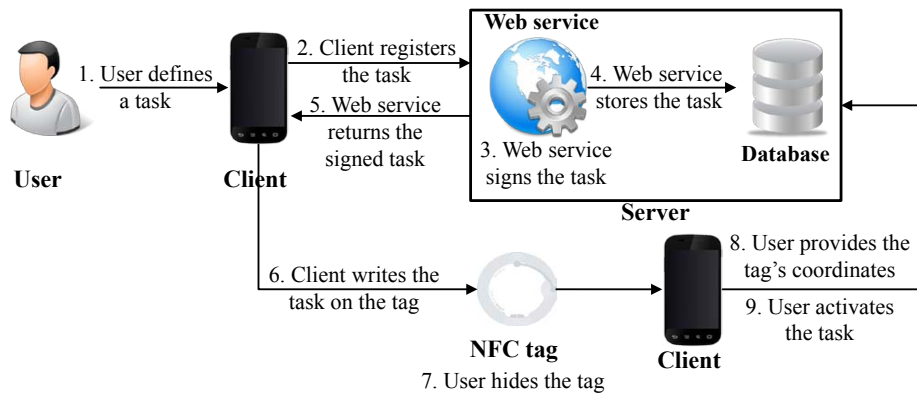 Web service
1. User defines
a task
2. Client registers
the task
5. Web service
returns the
signed task
4. Web service
stores the task
3. Web service
signs the task
User
Client
Database
Server
6. Client writes the
task on the tag
NFC tag
7. User hides the tag
Client
8. User provides the
tag's coordinates
9. User activates
the task